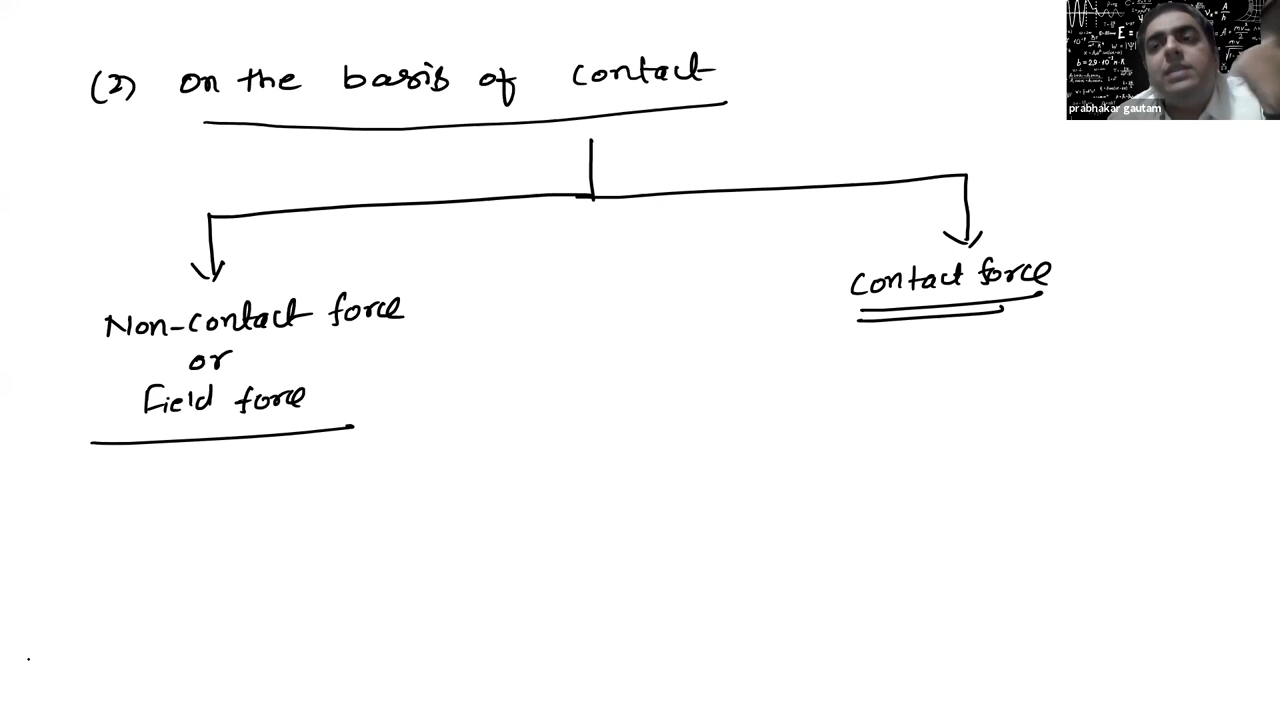 (2) on the basis of contact
Non-contact force
or
Field force
contact force
prabhakar gautam